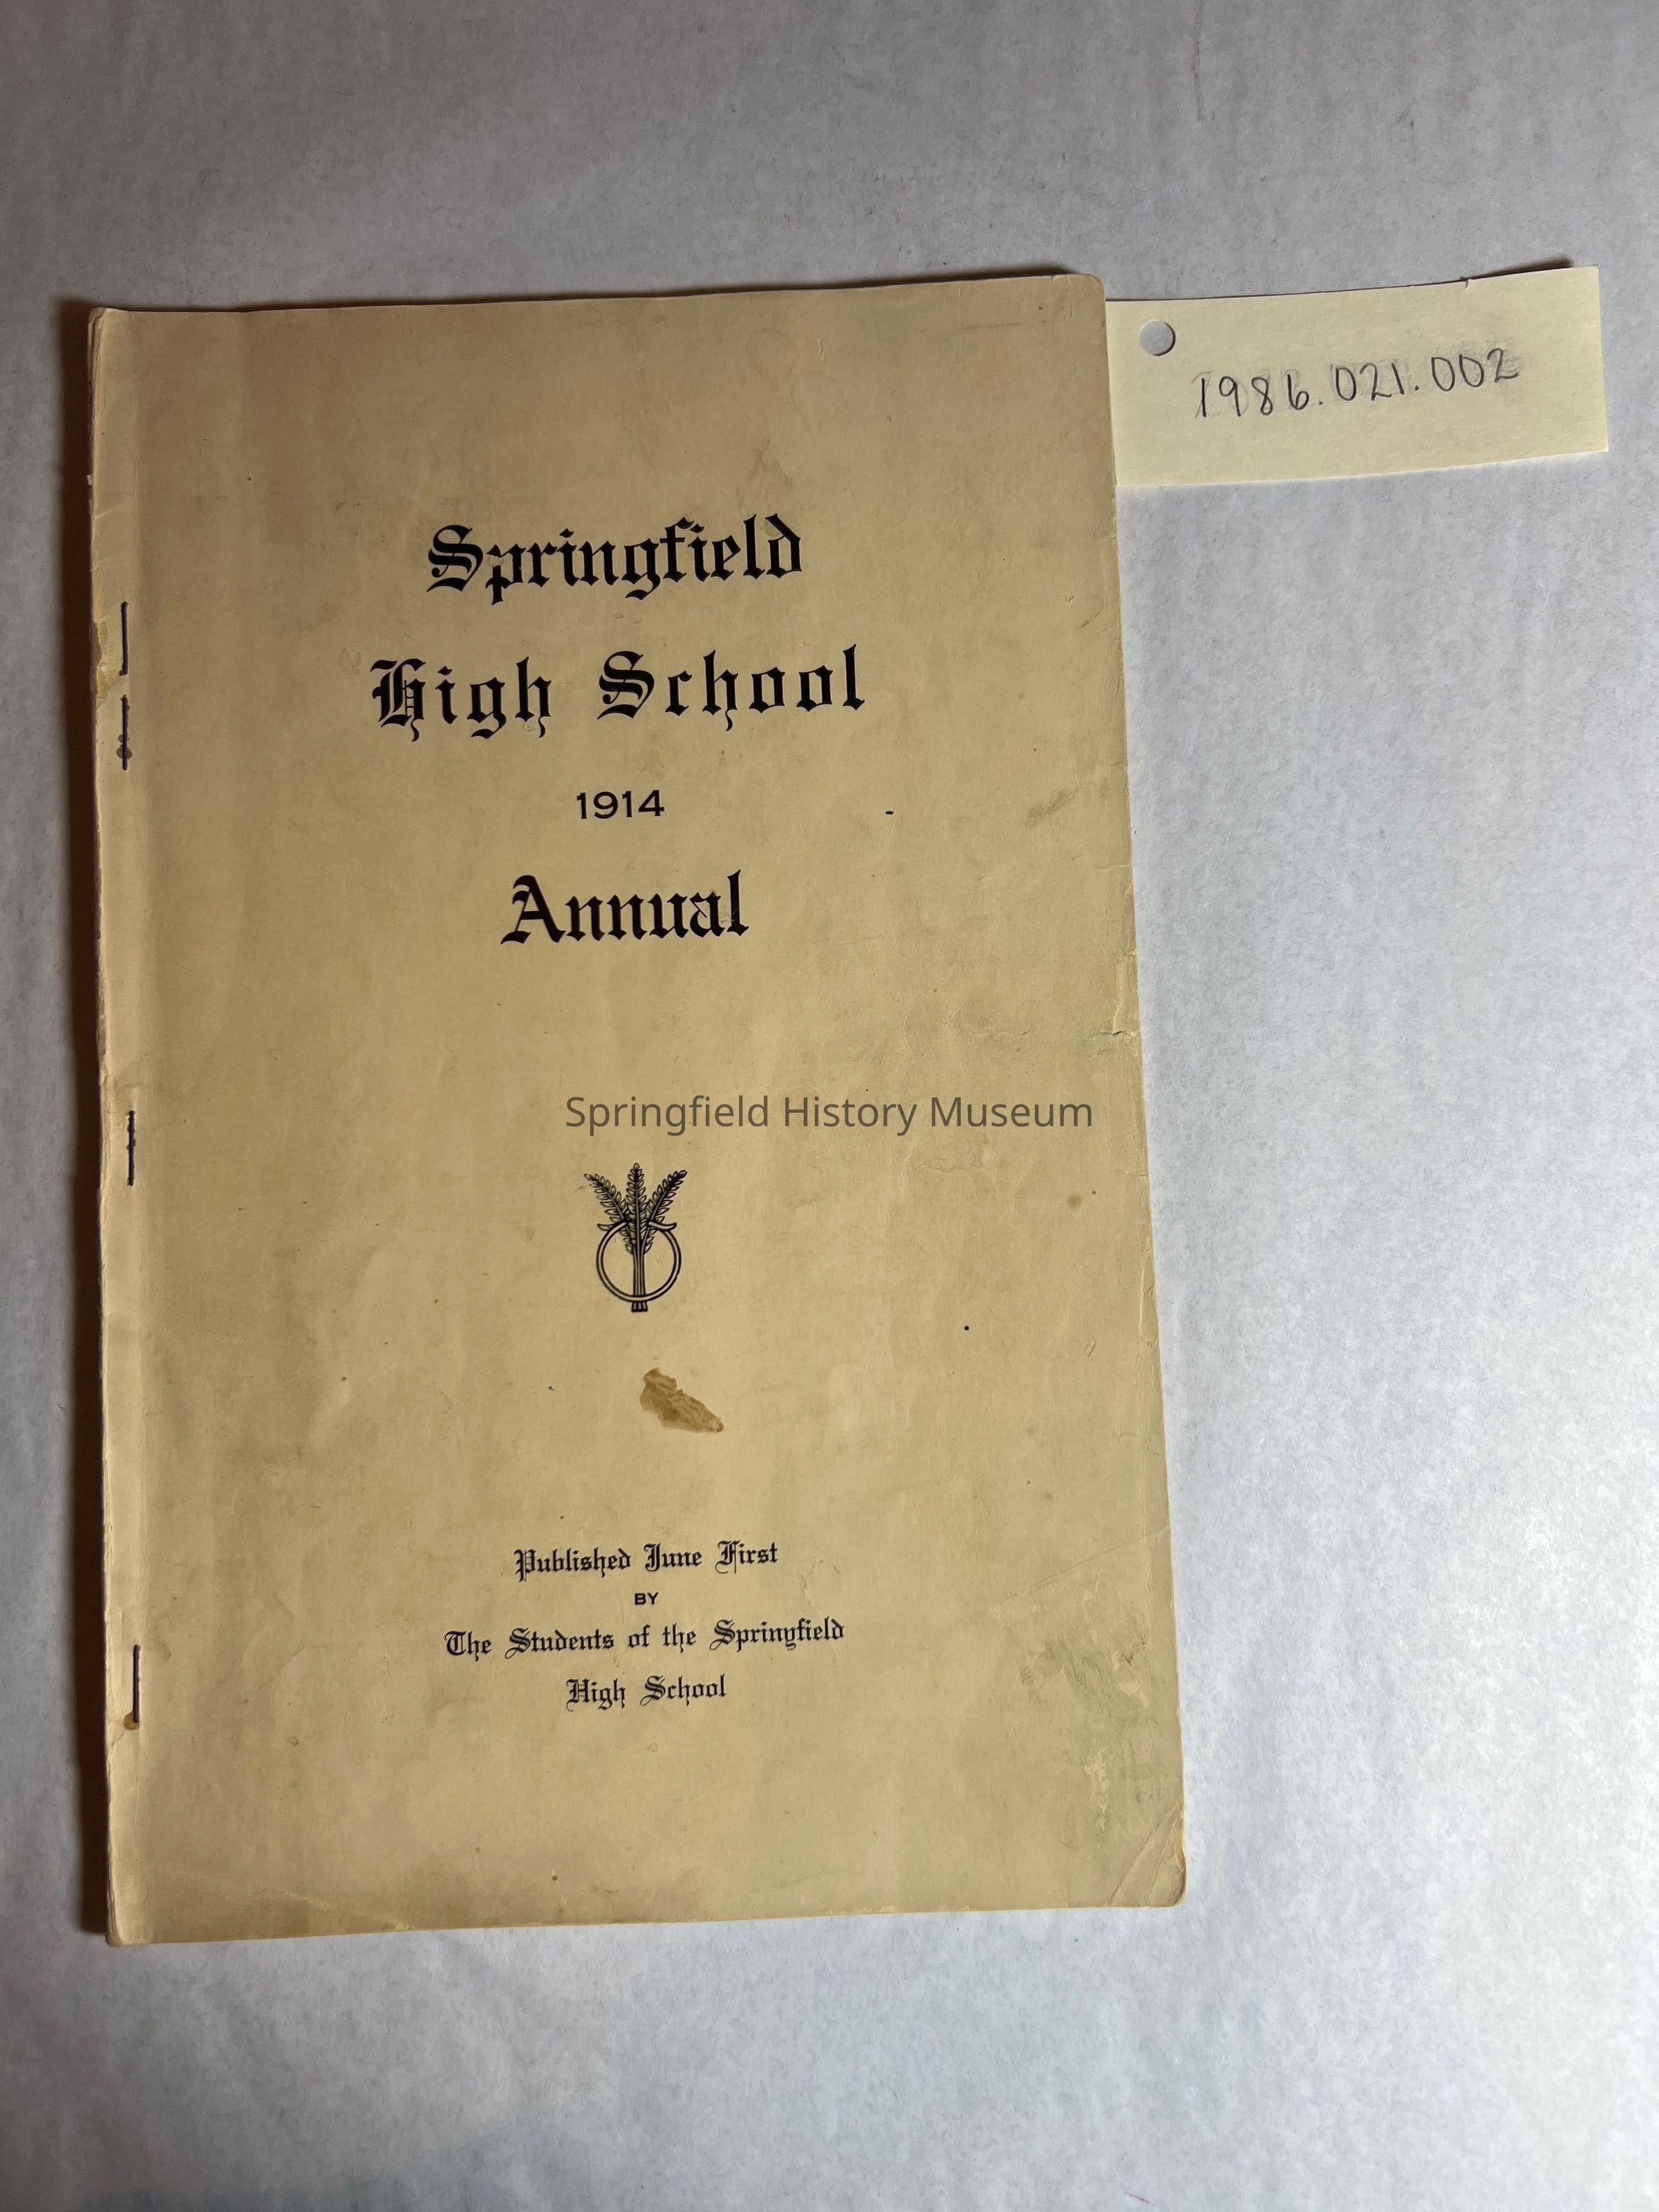 1986.021.002
Springfield
High School
1914
Annual
Springfield History Museum
Published June First
BY
The Students of the Springfield
High School